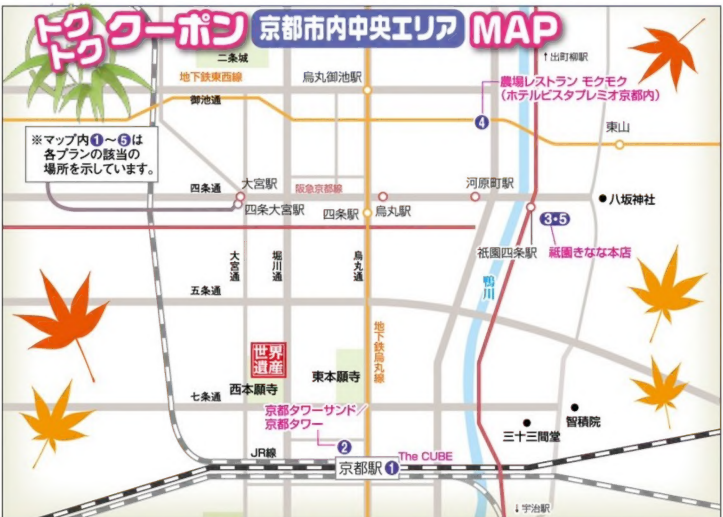 トクトククーポン 京都市内中央エリア MAP
二条城
↑出町柳駅
地下鉄東西線
烏丸御池駅
御池通
農場レストラン モクモク
（ホテルビスタプレミオ京都内）
4
東山
※マップ内1〜5は
各プランの該当の
場所を示しています。
四条通
大宮駅
阪急京都線
河原町駅
四条大宮駅
四条駅
烏丸駅
八坂神社
3・5
祇園四条駅
祇園きなな本店
大宮通
堀川通
烏丸通
鴨川
五条通
地下鉄烏丸線
世界
遺産
西本願寺
東本願寺
七条通
京都タワーサンド／
京都タワー
2
智積院
三十三間堂
JR線
京都駅1
The CUBE
↓宇治駅